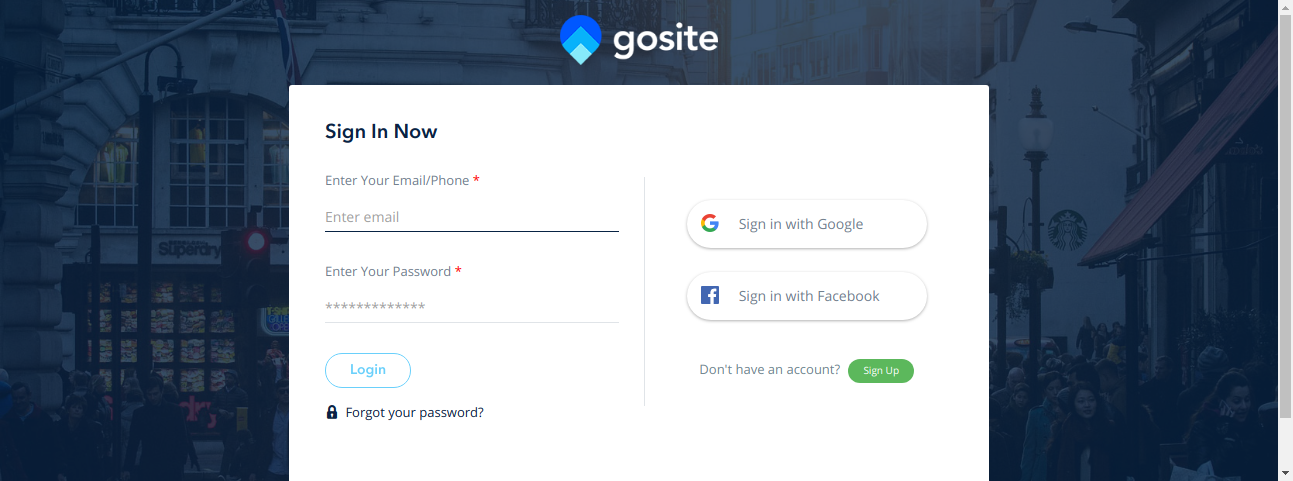 gosite
Sign In Now
Enter Your Email/Phone *
Enter email
Enter Your Password *
*************
Login
Forgot your password?
Sign in with Google
Sign in with Facebook
Don't have an account? Sign Up
Superdry